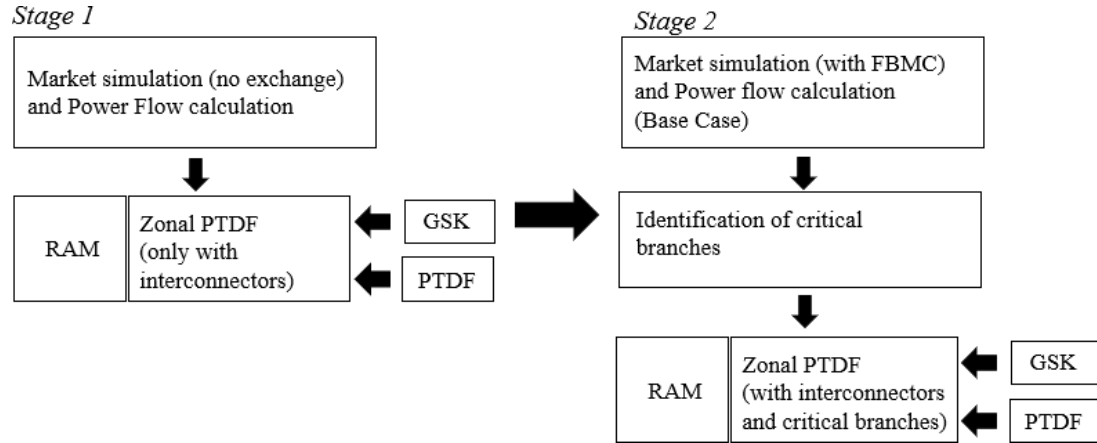 Stage 1
Market simulation (no exchange)
and Power Flow calculation
RAM
Zonal PTDF
(only with
interconnectors)
GSK
PTDF
Stage 2
Market simulation (with FBMC)
and Power flow calculation
(Base Case)
Identification of critical
branches
RAM
Zonal PTDF
(with interconnectors
and critical branches)
GSK
PTDF